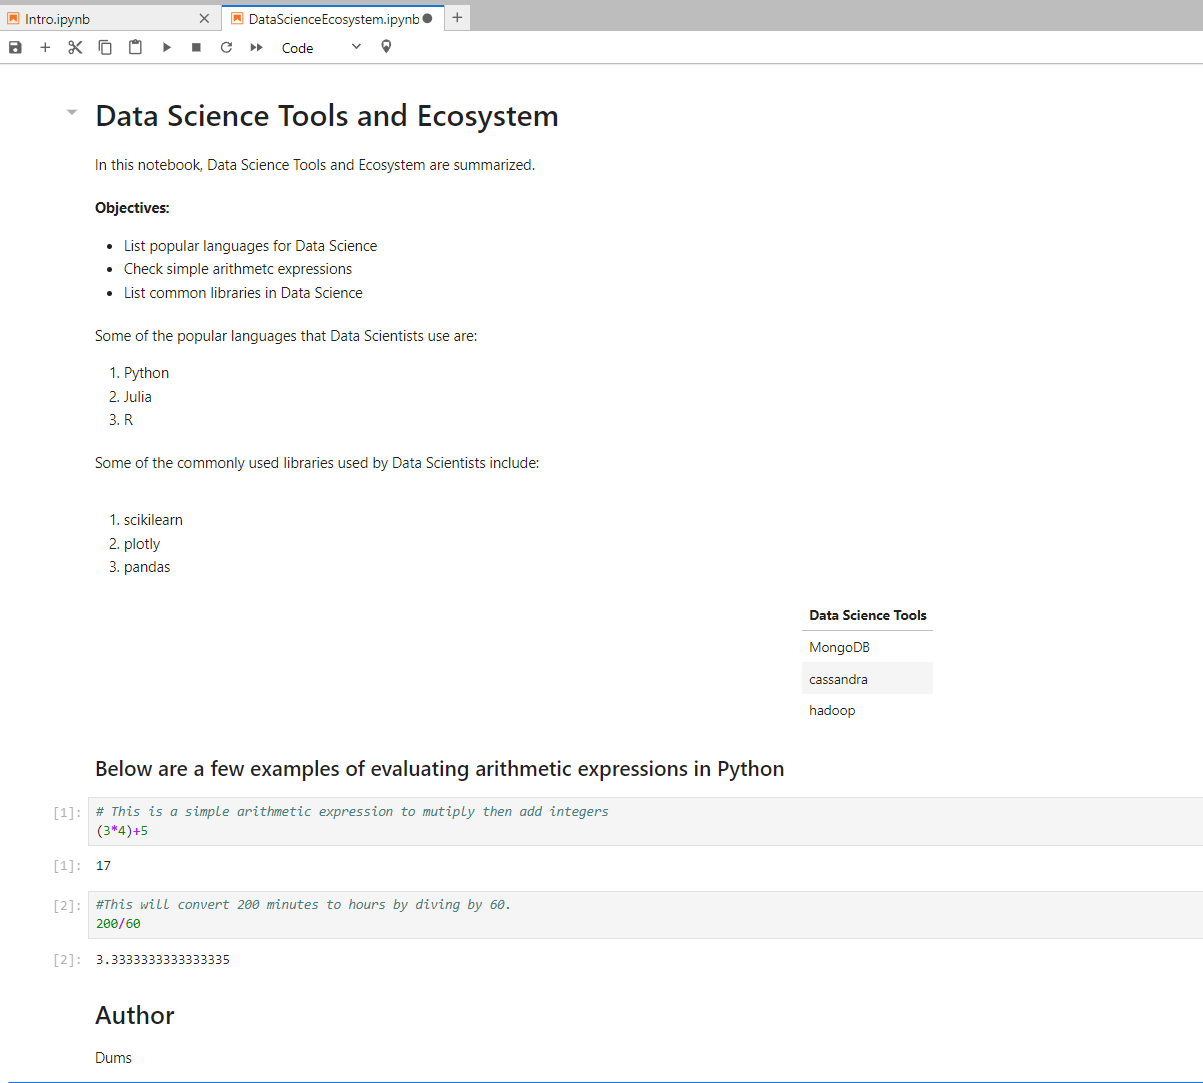 Intro.ipynb
DataScienceEcosystem.ipynb
Code
Data Science Tools and Ecosystem
In this notebook, Data Science Tools and Ecosystem are summarized.
Objectives:
List popular languages for Data Science
Check simple arithmetc expressions
List common libraries in Data Science
Some of the popular languages that Data Scientists use are:
1. Python
2. Julia
3. R
Some of the commonly used libraries used by Data Scientists include:
1. scikilearn
2. plotly
3. pandas
Data Science Tools
MongoDB
cassandra
hadoop
Below are a few examples of evaluating arithmetic expressions in Python
[1]: # This is a simple arithmetic expression to mutiply then add integers
(3*4)+5
[1]: 17
[2]: #This will convert 200 minutes to hours by diving by 60.
200/60
[2]: 3.3333333333333335
Author
Dums